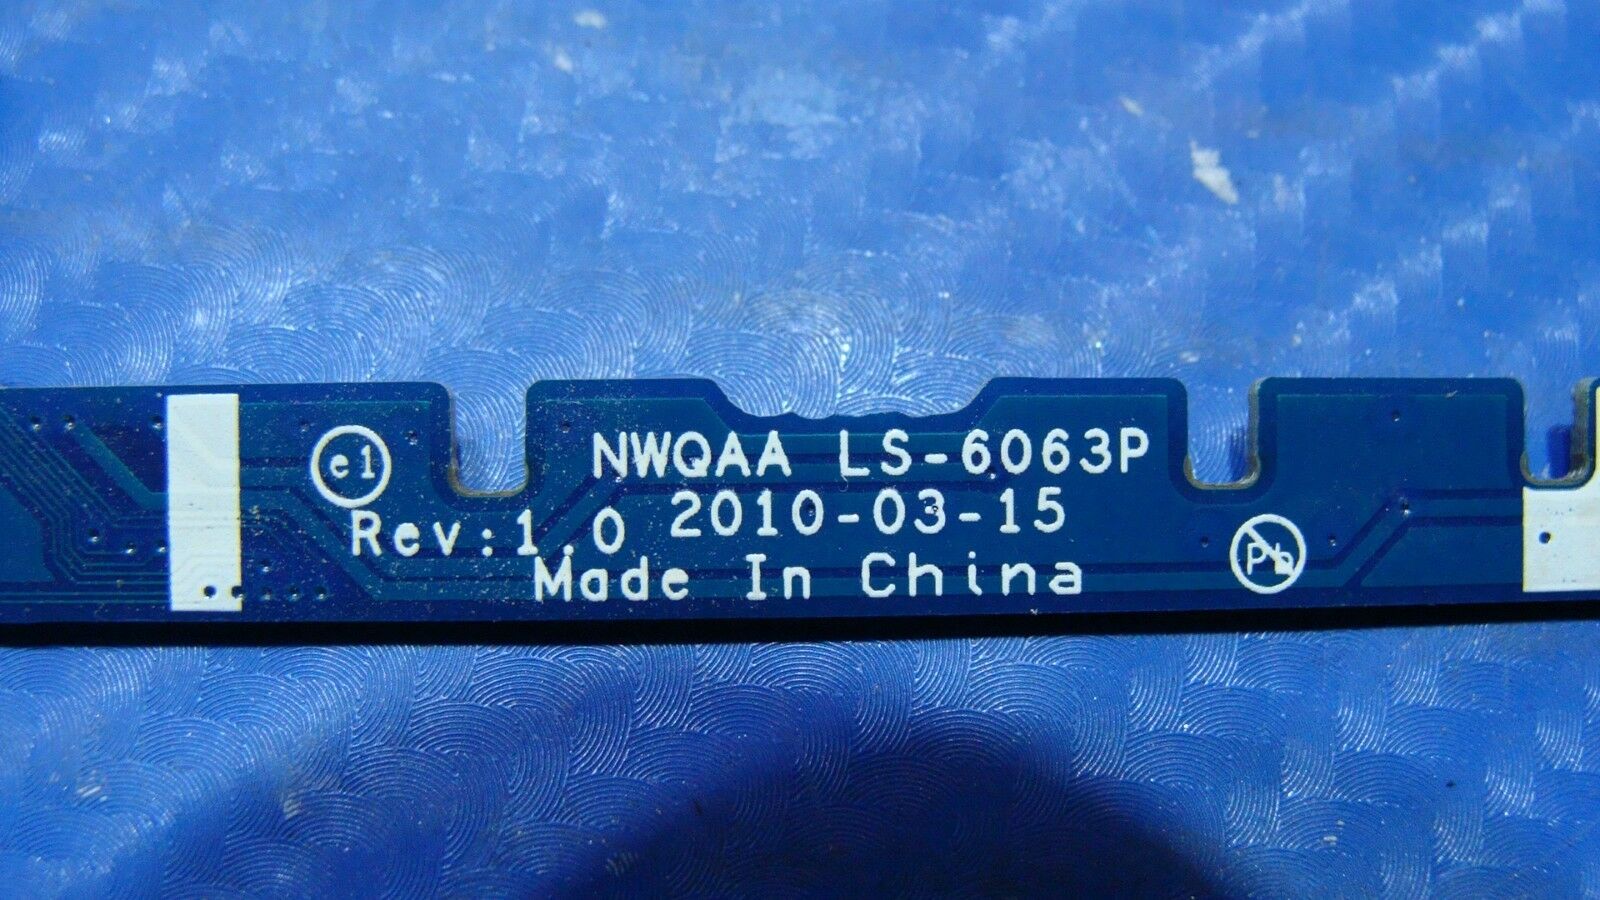 e1
NWQAA LS-6063P
Rev:1.0 2010-03-15
Made In China
Pb